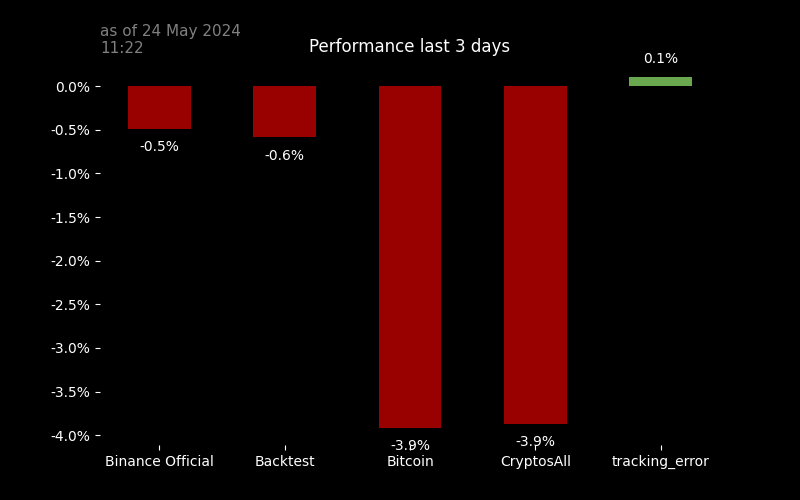 as of 24 May 2024
11:22
Performance last 3 days
0.1%
0.0%
-0.5%
-0.5%
-0.6%
-1.0%
-1.5%
-2.0%
-2.5%
-3.0%
-3.5%
-4.0%
-3.9%
-3.9%
Binance Official
Backtest
Bitcoin
CryptosAll
tracking_error